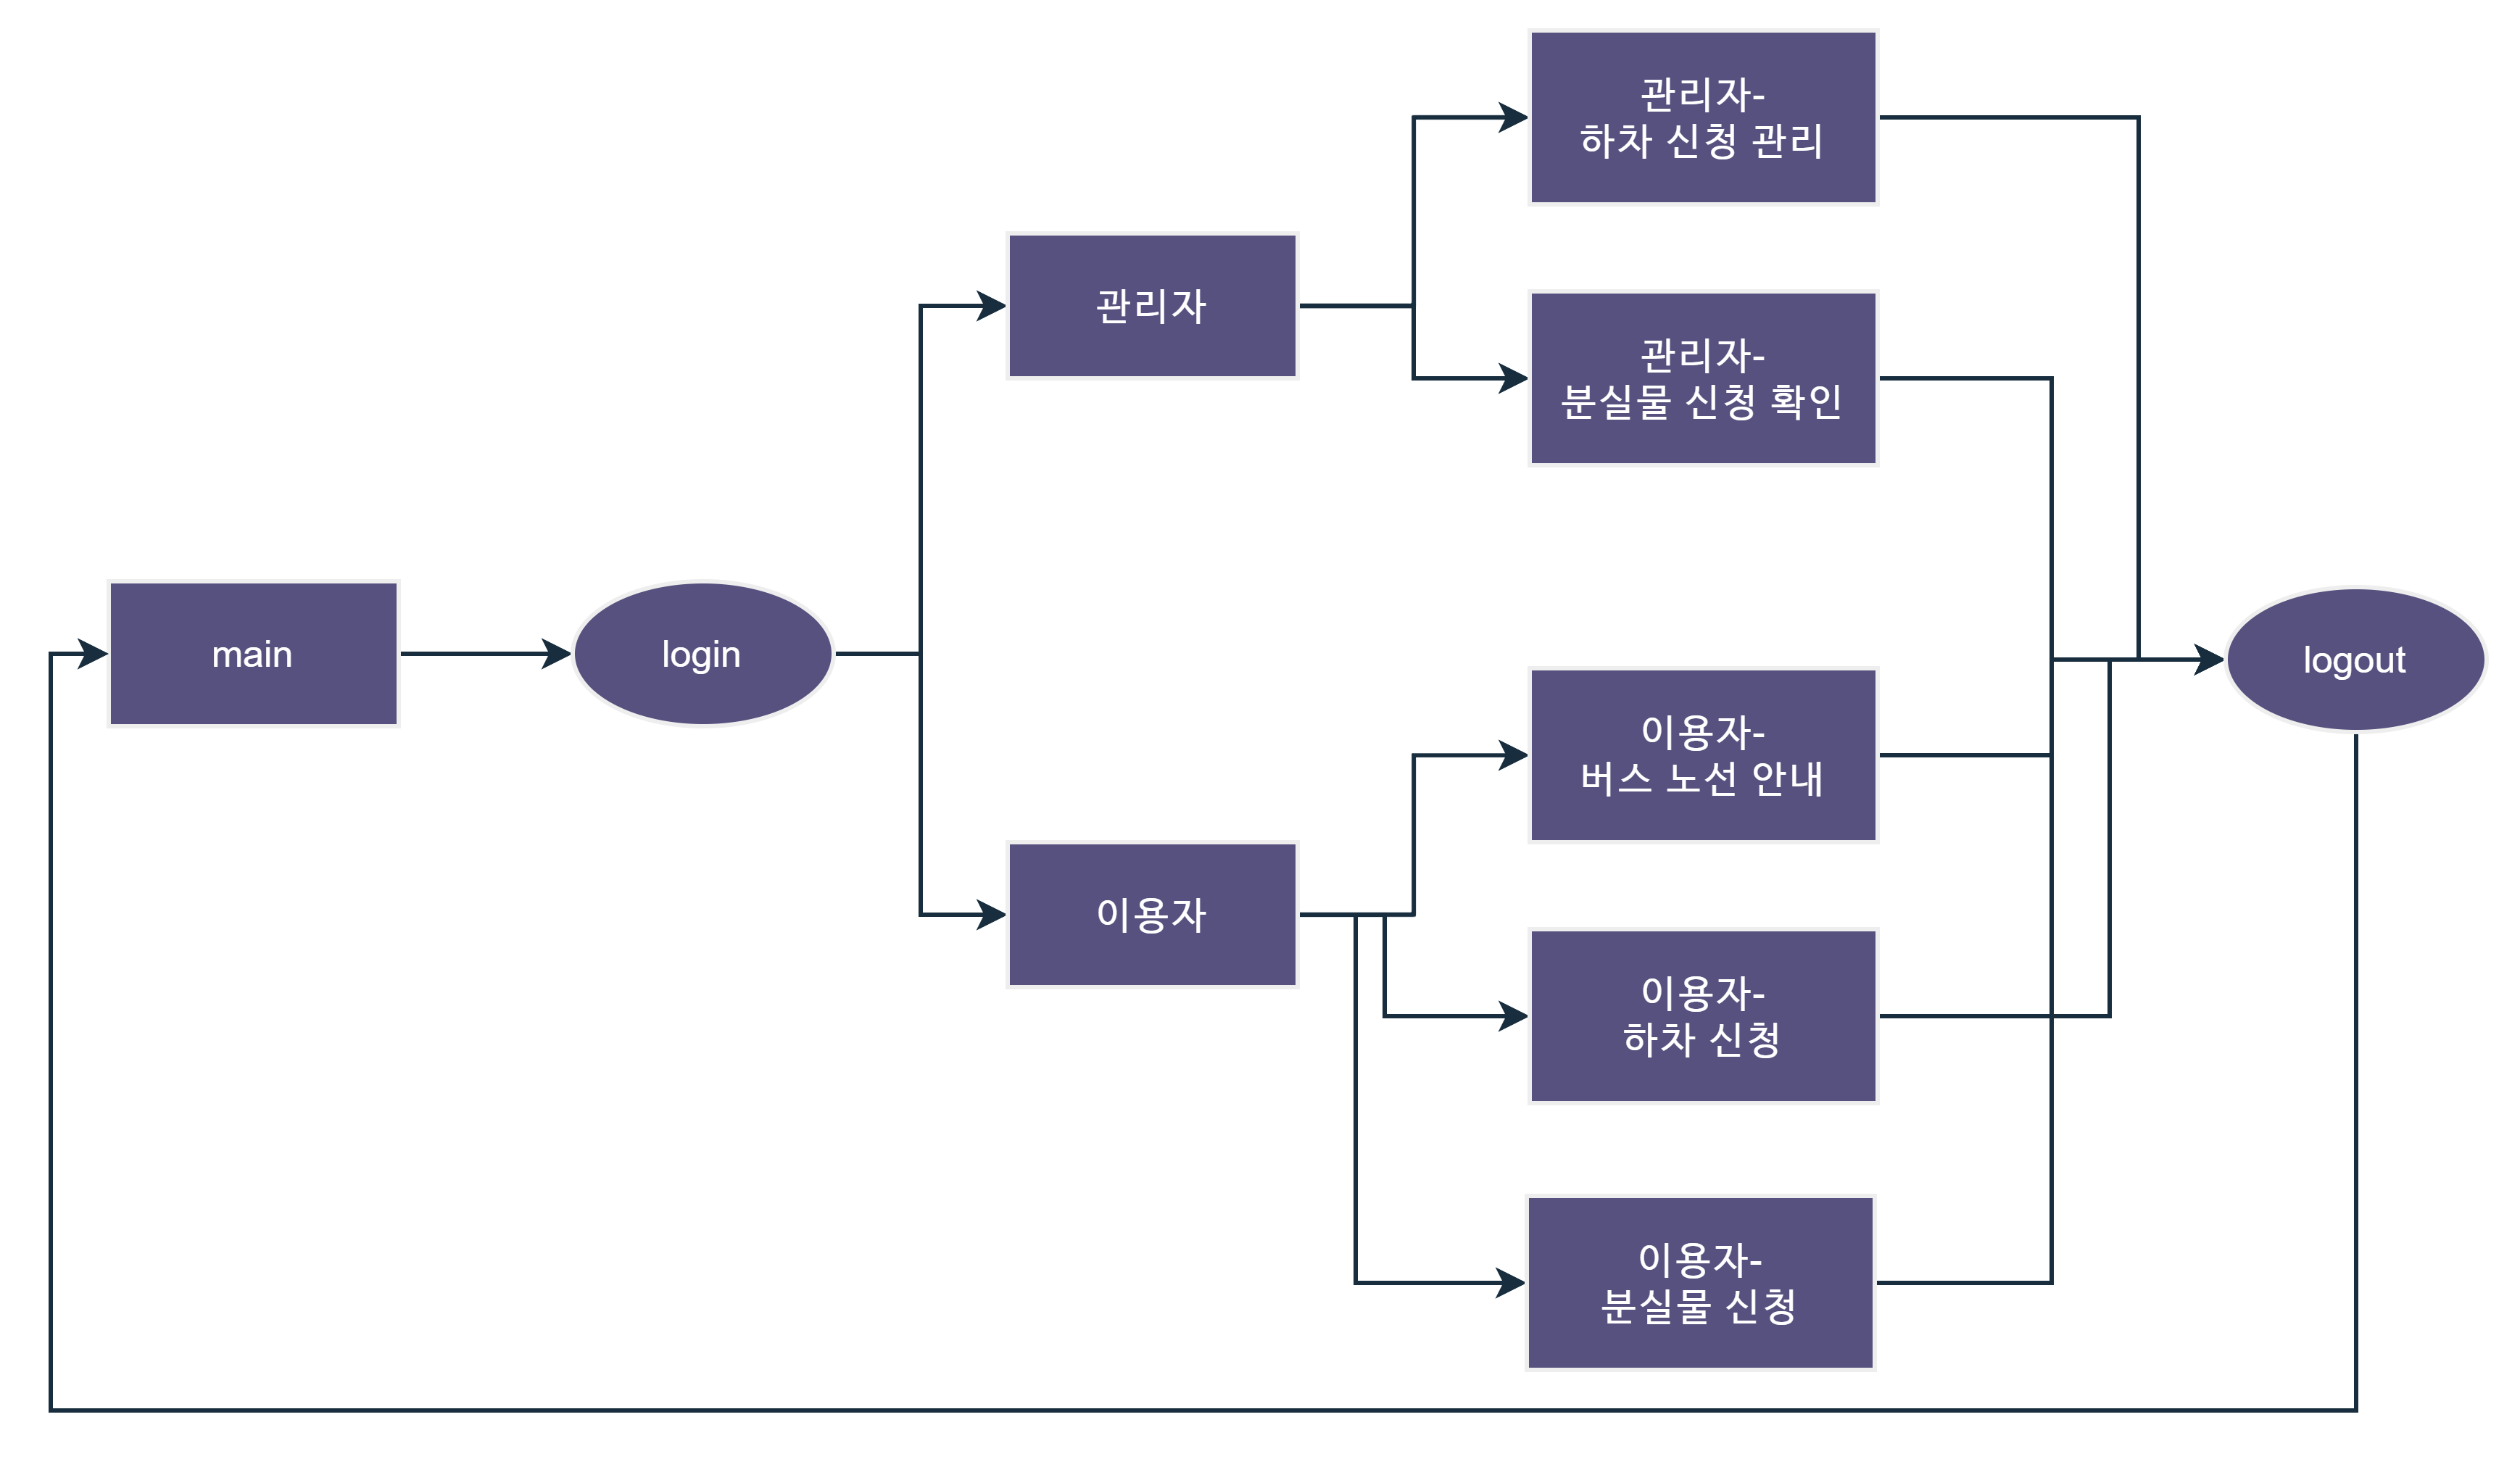 main
login
관리자
이용자
관리자-
하차 신청 관리
관리자-
분실물 신청 확인
이용자-
버스 노선 안내
이용자-
하차 신청
이용자-
분실물 신청
logout